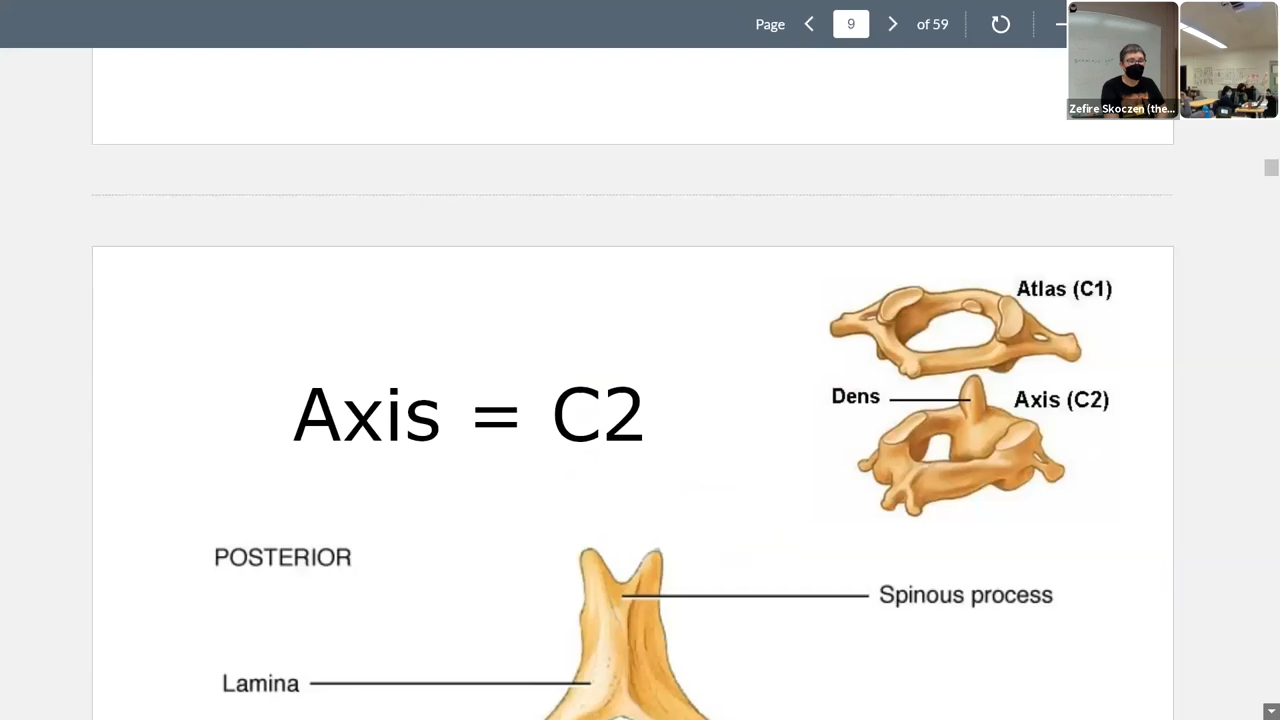 Page 9 of 59
Zefire Skoczen (the...
Atlas (C1)
Dens
Axis (C2)
Axis = C2
POSTERIOR
Spinous process
Lamina